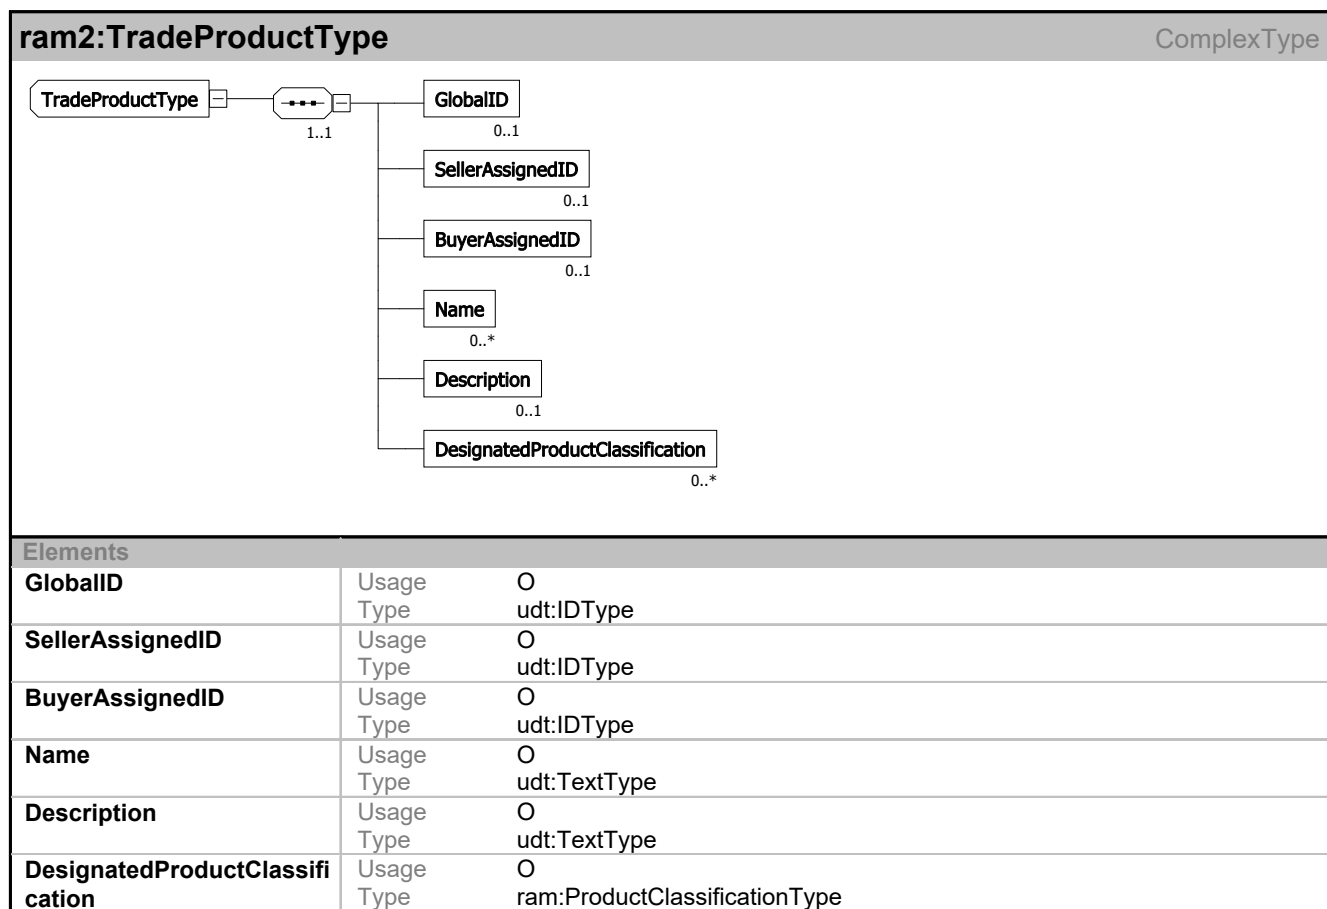 ram2:TradeProductType ComplexType
TradeProductType
1..1
GlobalID
0..1
SellerAssignedID
0..1
BuyerAssignedID
0..1
Name
0..*
Description
0..1
DesignatedProductClassification
0..*
Elements
GlobalID Usage O
Type udt:IDType
SellerAssignedID Usage O
Type udt:IDType
BuyerAssignedID Usage O
Type udt:IDType
Name Usage O
Type udt:TextType
Description Usage O
Type udt:TextType
DesignatedProductClassifi Usage O
cation Type ram:ProductClassificationType